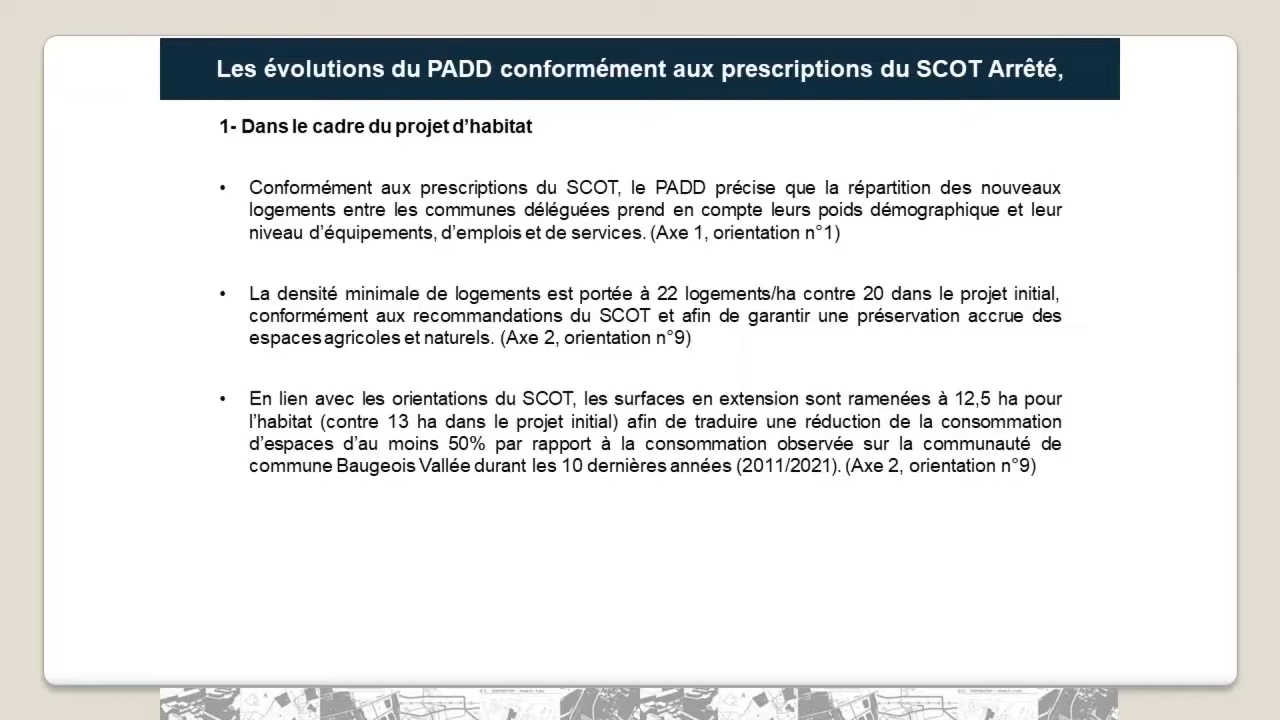 Les évolutions du PADD conformément aux prescriptions du SCOT Arrêté,
1- Dans le cadre du projet d’habitat
• Conformément aux prescriptions du SCOT, le PADD précise que la répartition des nouveaux
logements entre les communes déléguées prend en compte leurs poids démographique et leur
niveau d’équipements, d’emplois et de services. (Axe 1, orientation n°1)
• La densité minimale de logements est portée à 22 logements/ha contre 20 dans le projet initial,
conformément aux recommandations du SCOT et afin de garantir une préservation accrue des
espaces agricoles et naturels. (Axe 2, orientation n°9)
• En lien avec les orientations du SCOT, les surfaces en extension sont ramenées à 12,5 ha pour
l’habitat (contre 13 ha dans le projet initial) afin de traduire une réduction de la consommation
d’espaces d’au moins 50% par rapport à la consommation observée sur la communauté de
commune Baugeois Vallée durant les 10 dernières années (2011/2021). (Axe 2, orientation n°9)